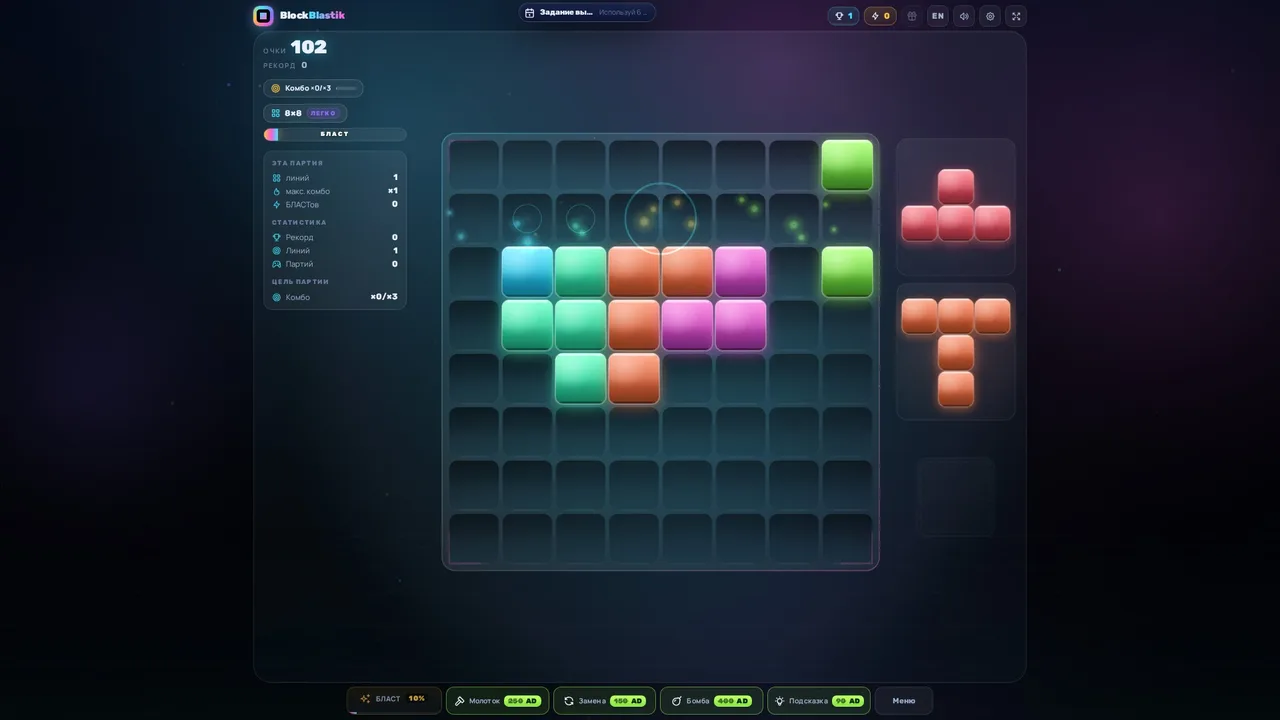 BlockBlastik
Задание вы... Используй б...
1
0
EN
ОЧКИ 102
РЕКОРД 0
Комбо ×0/×3
8×8 ЛЕГКО
БЛАСТ
ЭТА ПАРТИЯ
линий 1
макс. комбо ×1
БЛАСТов 0
СТАТИСТИКА
Рекорд 0
Линий 1
Партий 0
ЦЕЛЬ ПАРТИИ
Комбо ×0/×3
БЛАСТ 10%
Молоток 250 AD
Замена 150 AD
Бомба 400 AD
Подсказка 90 AD
Меню